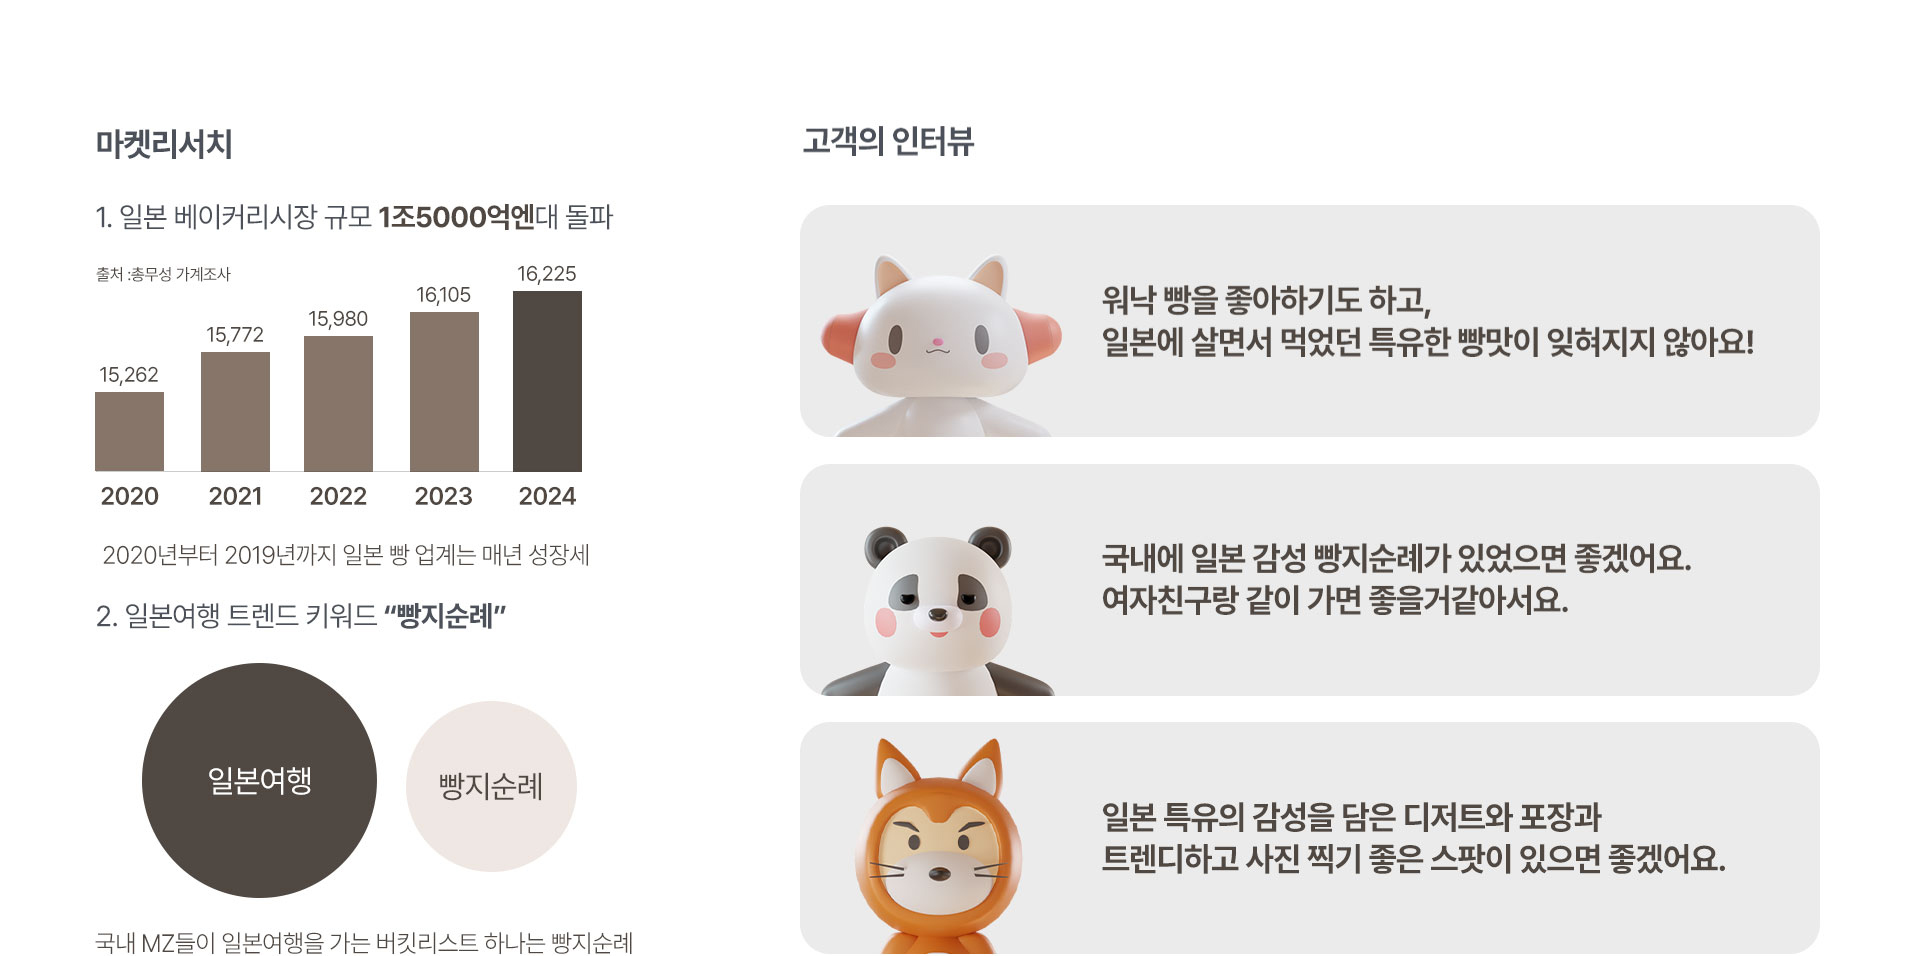 마켓리서치
1. 일본 베이커리시장 규모 1조5000억엔대 돌파
출처 :총무성 가계조사
15,262
15,772
15,980
16,105
16,225
2020
2021
2022
2023
2024
2020년부터 2019년까지 일본 빵 업계는 매년 성장세
2. 일본여행 트렌드 키워드 “빵지순례”
일본여행
빵지순례
국내 MZ들이 일본여행을 가는 버킷리스트 하나는 빵지순례
고객의 인터뷰
워낙 빵을 좋아하기도 하고,
일본에 살면서 먹었던 특유한 빵맛이 잊혀지지 않아요!
국내에 일본 감성 빵지순례가 있었으면 좋겠어요.
여자친구랑 같이 가면 좋을거같아서요.
일본 특유의 감성을 담은 디저트와 포장과
트렌디하고 사진 찍기 좋은 스팟이 있으면 좋겠어요.